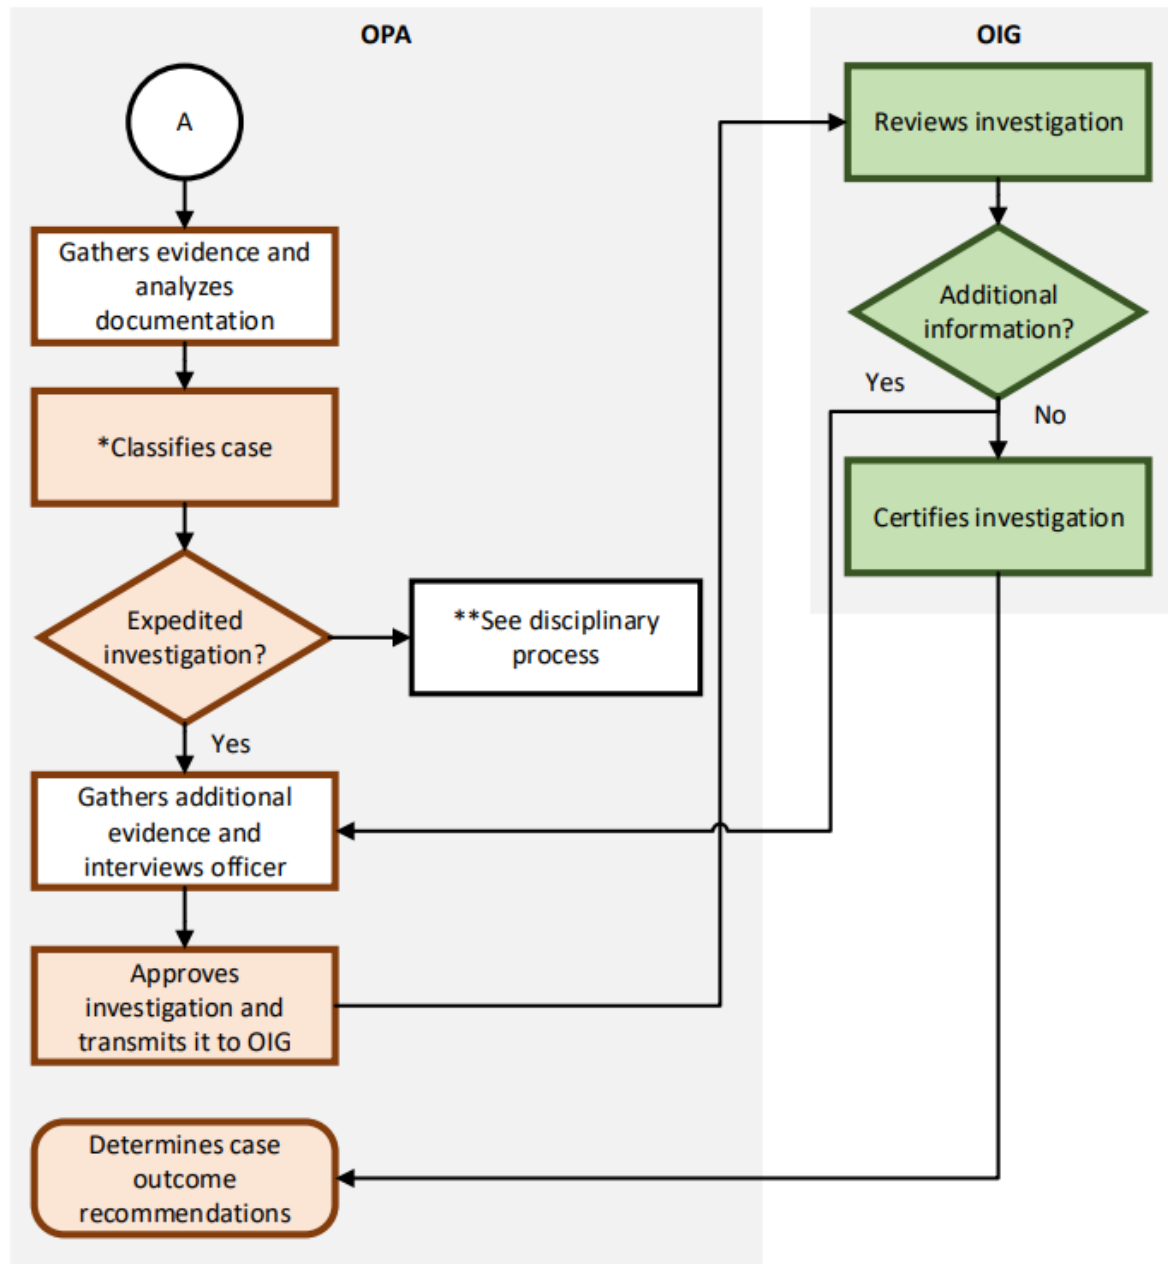 OPA
A
Gathers evidence and
analyzes
documentation
*Classifies case
Expedited
investigation?
**See disciplinary
process
Yes
Gathers additional
evidence and
interviews officer
Approves
investigation and
transmits it to OIG
Determines case
outcome
recommendations
OIG
Reviews investigation
Additional
information?
Yes
No
Certifies investigation